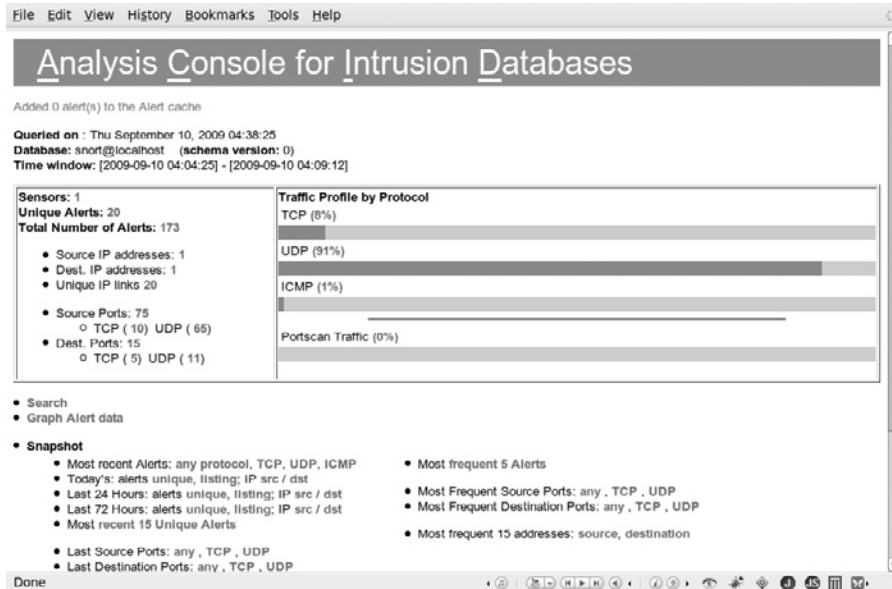 File Edit View History Bookmarks Tools Help
Analysis Console for Intrusion Databases
Added 0 alert(s) to the Alert cache
Queried on : Thu September 10, 2009 04:38:25
Database: snort@localhost (schema version: 0)
Time window: [2009-09-10 04:04:25] - [2009-09-10 04:09:12]
Sensors: 1
Unique Alerts: 20
Total Number of Alerts: 173
• Source IP addresses: 1
• Dest. IP addresses: 1
• Unique IP links 20
• Source Ports: 75
○ TCP ( 10) UDP ( 65)
• Dest. Ports: 15
○ TCP ( 5) UDP ( 11)
Traffic Profile by Protocol
TCP (8%)
UDP (91%)
ICMP (1%)
Portscan Traffic (0%)
• Search
• Graph Alert data
• Snapshot
• Most recent Alerts: any protocol, TCP, UDP, ICMP
• Today's: alerts unique, listing; IP src / dst
• Last 24 Hours: alerts unique, listing; IP src / dst
• Last 72 Hours: alerts unique, listing; IP src / dst
• Most recent 15 Unique Alerts
• Last Source Ports: any , TCP , UDP
• Last Destination Ports: any , TCP , UDP
• Most frequent 5 Alerts
• Most Frequent Source Ports: any , TCP , UDP
• Most Frequent Destination Ports: any , TCP , UDP
• Most frequent 15 addresses: source, destination
Done
J JS